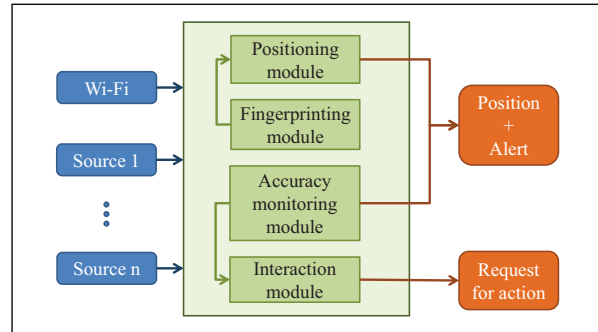 Wi-Fi
Source 1
Source n
Positioning
module
Fingerprinting
module
Accuracy
monitoring
module
Interaction
module
Position
+
Alert
Request
for action